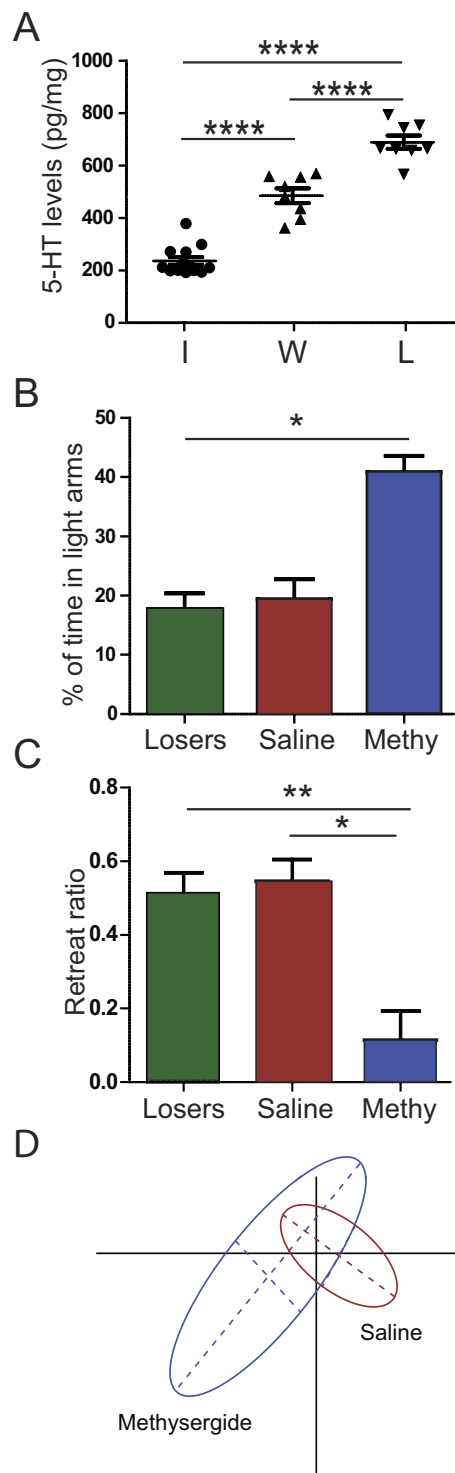 A
5-HT levels (pg/mg)
1000
800
600
400
200
0
****
****
****
I W L
B
% of time in light arms
50
40
30
20
10
0
*
Losers Saline Methy
C
Retreat ratio
0.8
0.6
0.4
0.2
0.0
**
*
Losers Saline Methy
D
Saline
Methysergide